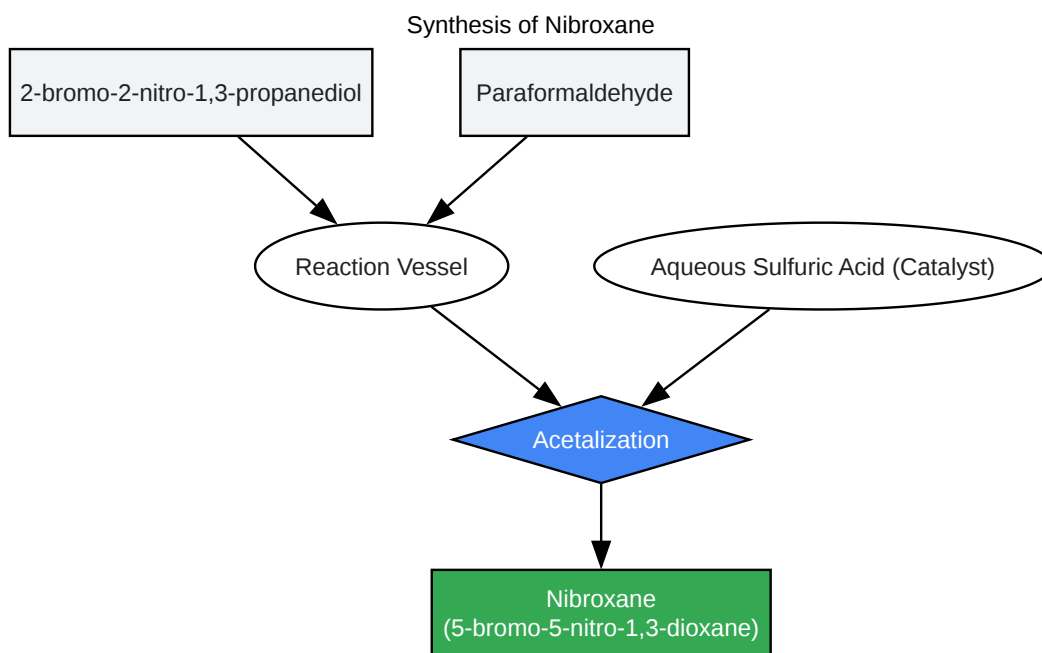 Synthesis of Nibroxane
2-bromo-2-nitro-1,3-propanediol
Paraformaldehyde
Reaction Vessel
Aqueous Sulfuric Acid (Catalyst)
Acetalization
Nibroxane
(5-bromo-5-nitro-1,3-dioxane)